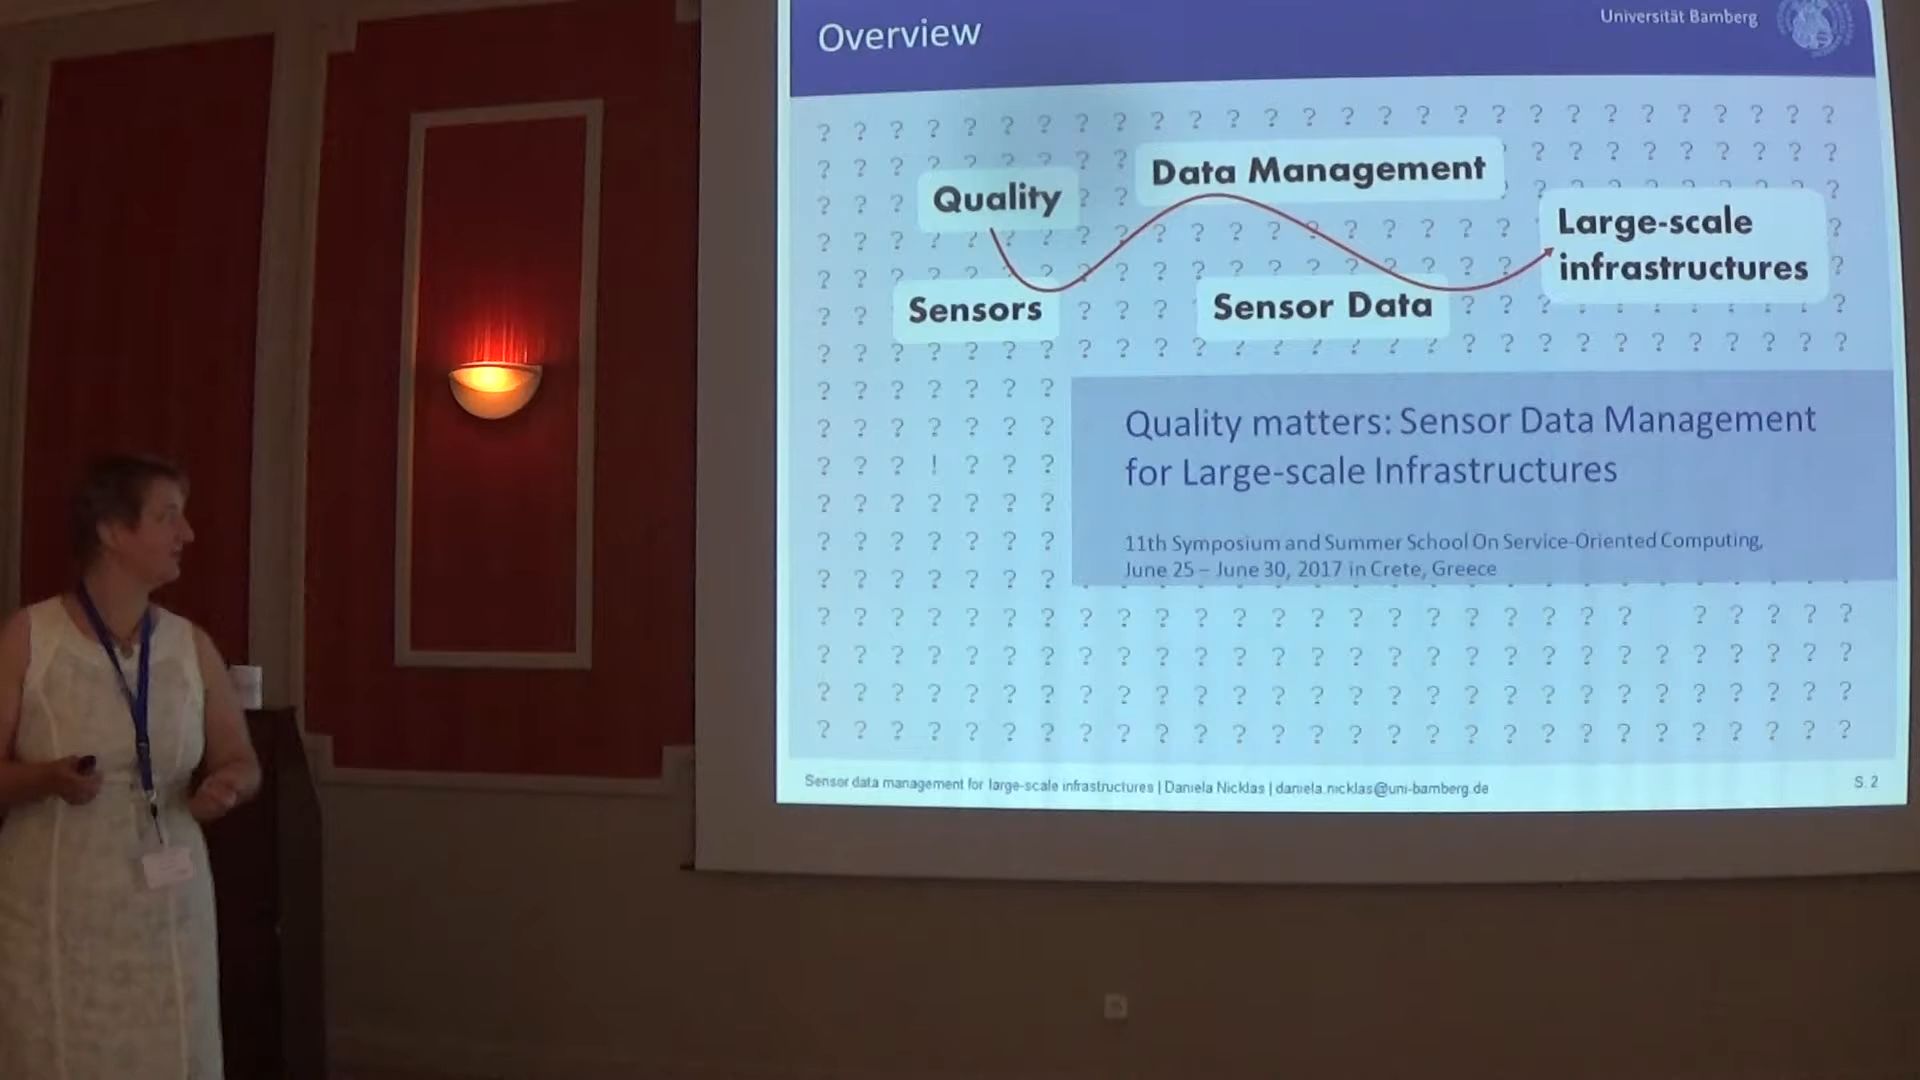 Overview
Universität Bamberg
Quality
Data Management
Large-scale
infrastructures
Sensors
Sensor Data
Quality matters: Sensor Data Management
for Large-scale Infrastructures
11th Symposium and Summer School On Service-Oriented Computing,
June 25 – June 30, 2017 in Crete, Greece
Sensor data management for large-scale infrastructures | Daniela Nicklas | daniela.nicklas@uni-bamberg.de
S. 2